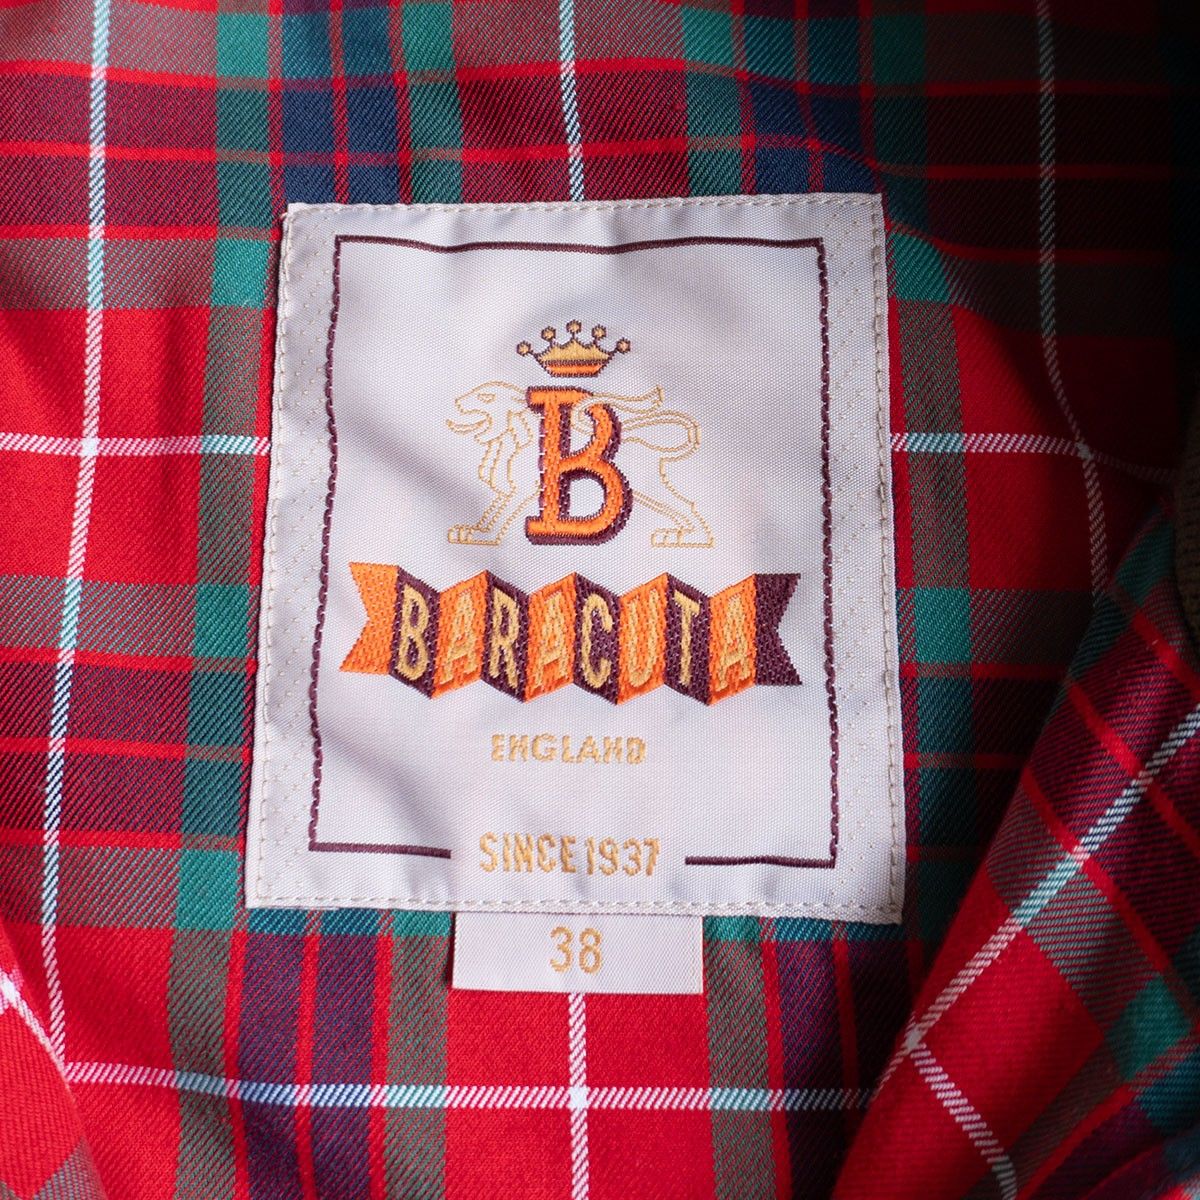 B
BARACUTA
ENGLAND
SINCE 1937
38